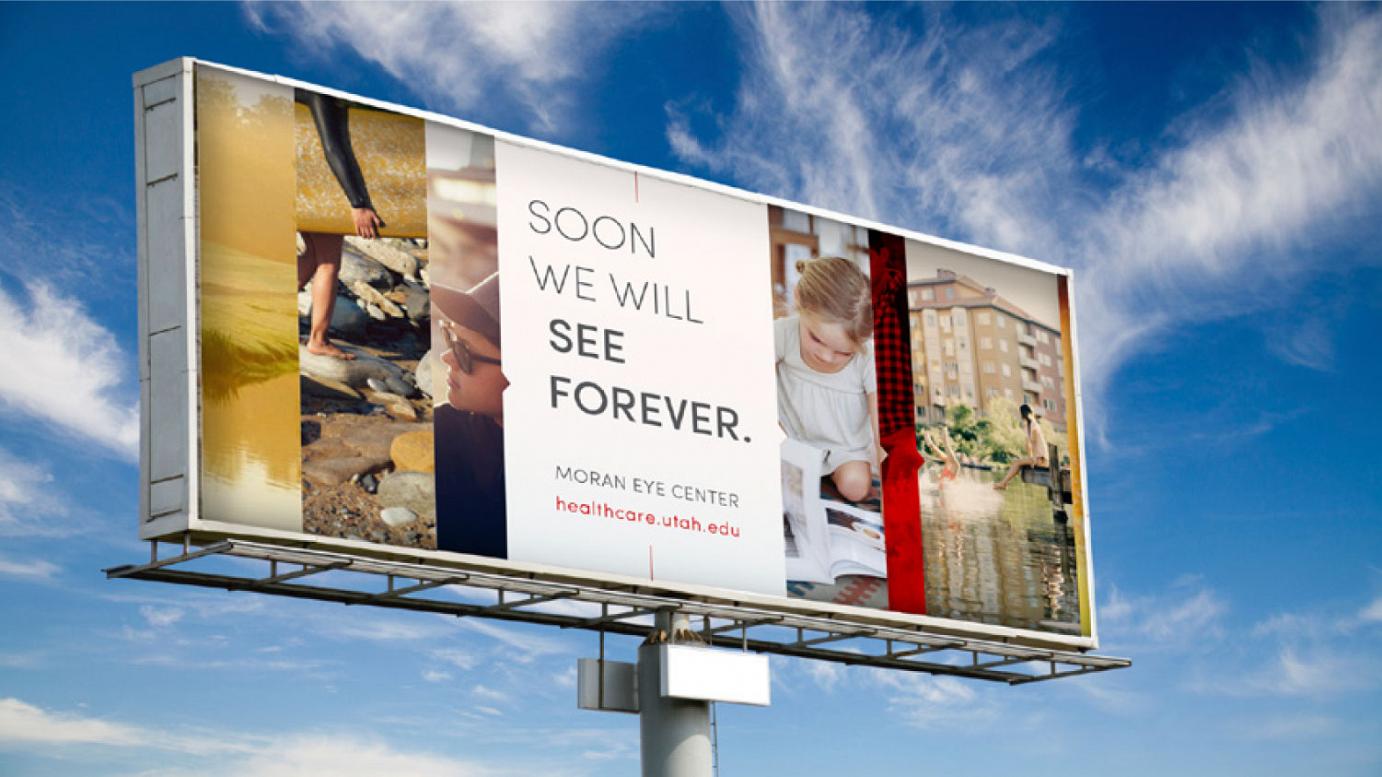 SOON
WE WILL
SEE
FOREVER.
MORAN EYE CENTER
healthcare.utah.edu